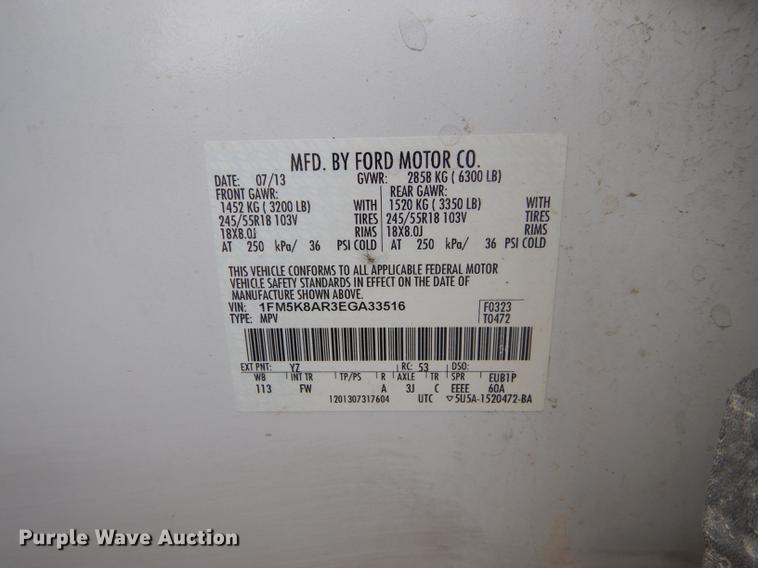 MFD. BY FORD MOTOR CO.
DATE: 07/13 GVWR: 2858 KG ( 6300 LB)
FRONT GAWR: REAR GAWR:
1452 KG ( 3200 LB) WITH 1520 KG ( 3350 LB) WITH
245/55R18 103V TIRES 245/55R18 103V TIRES
18X8.0J RIMS 18X8.0J RIMS
AT 250 kPa/ 36 PSI COLD AT 250 kPa/ 36 PSI COLD
THIS VEHICLE CONFORMS TO ALL APPLICABLE FEDERAL MOTOR
VEHICLE SAFETY STANDARDS IN EFFECT ON THE DATE OF
MANUFACTURE SHOWN ABOVE.
VIN: 1FM5K8AR3EGA33516 F0323
TYPE: MPV T0472
EXT PNT: YZ RC: 53 DSO:
WB INT TR TP/PS R AXLE TR SPR EUB1P
113 FW A 3J C EEEE 60A
1201307317604 UTC ▽5U5A-1520472-BA
Purple Wave Auction